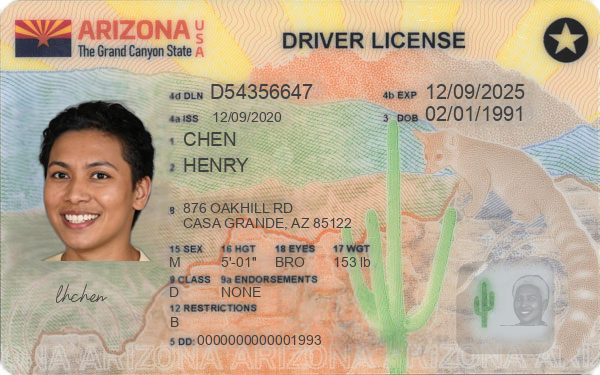 ARIZONA USA
The Grand Canyon State
DRIVER LICENSE
4d DLN D54356647 4b EXP 12/09/2025
4a ISS 12/09/2020 3 DOB 02/01/1991
1 CHEN
2 HENRY
8 876 OAKHILL RD
CASA GRANDE, AZ 85122
15 SEX 16 HGT 18 EYES 17 WGT
M 5'-01" BRO 153 lb
9 CLASS 9a ENDORSEMENTS
D NONE
12 RESTRICTIONS
B
5 DD: 0000000000001993
lhchen
ARIZONA ARIZONA ARIZONA ARIZONA